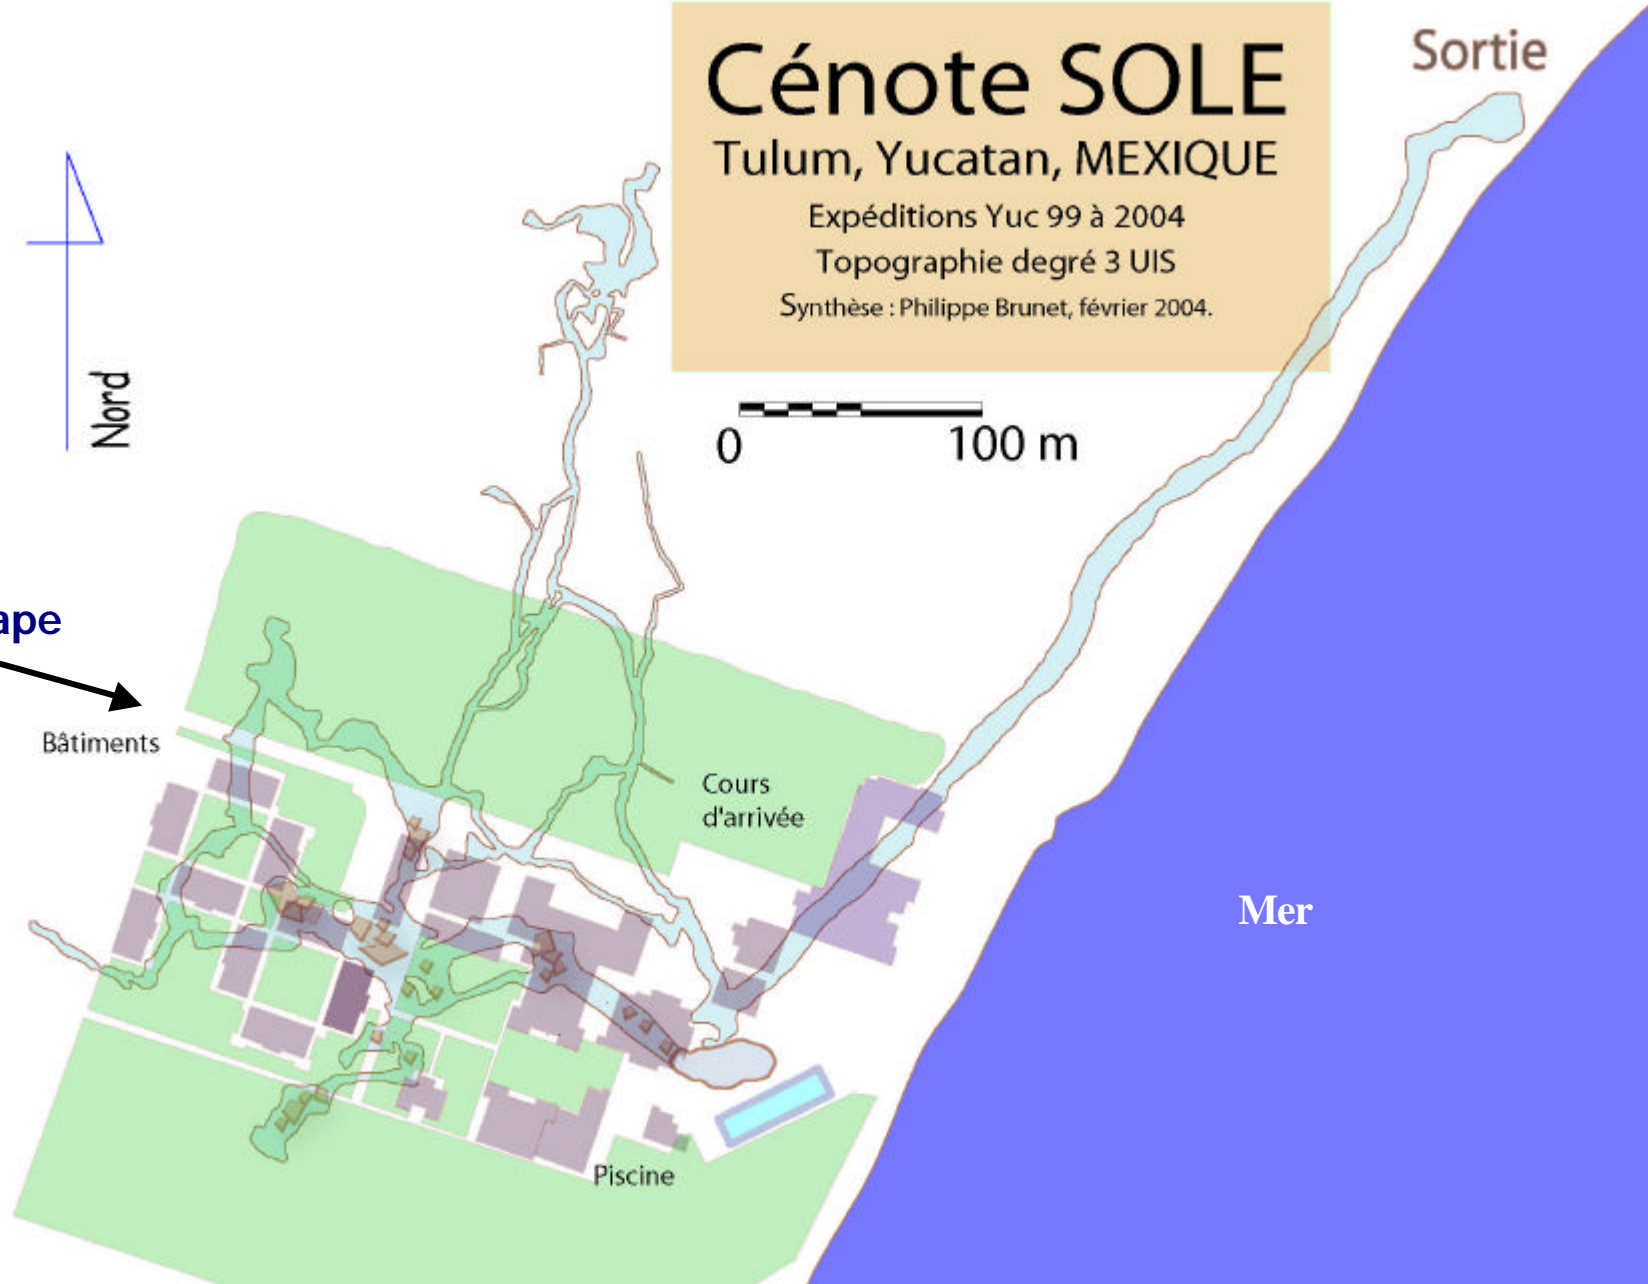 Cénote SOLE
Tulum, Yucatan, MEXIQUE
Expéditions Yuc 99 à 2004
Topographie degré 3 UIS
Synthèse : Philippe Brunet, février 2004.
Sortie
Nord
0 100 m
ape
Bâtiments
Cours
d'arrivée
Mer
Piscine